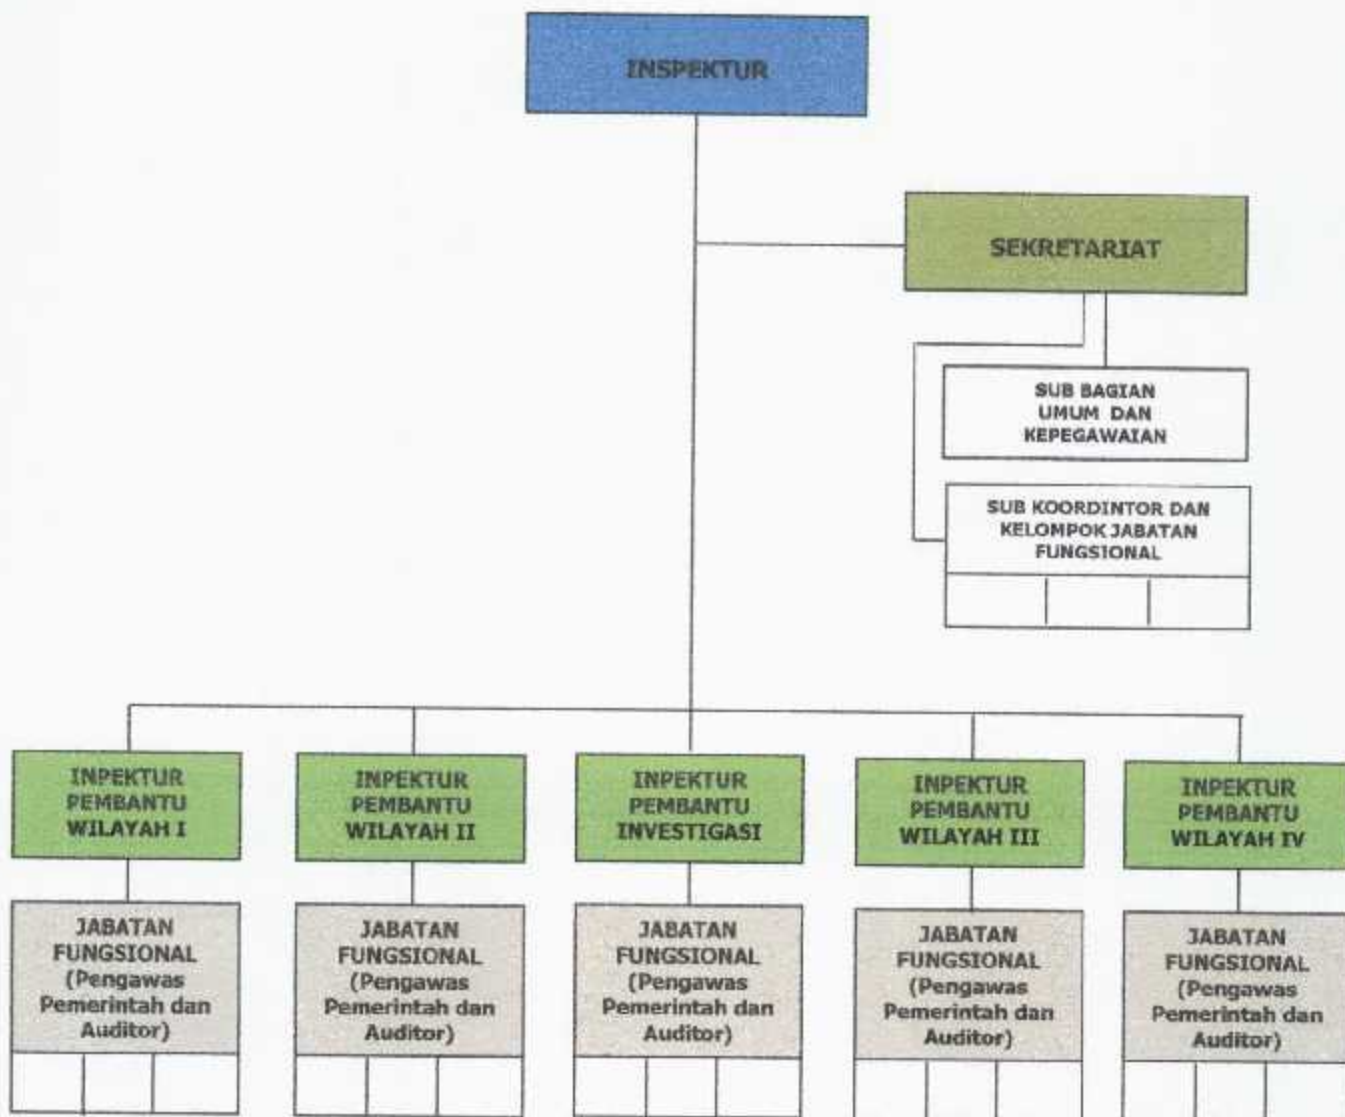 INSPEKTUR
SEKRETARIAT
SUB BAGIAN
UMUM DAN
KEPEGAWAIAN
SUB KOORDINTOR DAN
KELOMPOK JABATAN
FUNGSIONAL
INPEKTUR
PEMBANTU
WILAYAH I
INPEKTUR
PEMBANTU
WILAYAH II
INPEKTUR
PEMBANTU
INVESTIGASI
INPEKTUR
PEMBANTU
WILAYAH III
INPEKTUR
PEMBANTU
WILAYAH IV
JABATAN
FUNGSIONAL
(Pengawas
Pemerintah dan
Auditor)
JABATAN
FUNGSIONAL
(Pengawas
Pemerintah dan
Auditor)
JABATAN
FUNGSIONAL
(Pengawas
Pemerintah dan
Auditor)
JABATAN
FUNGSIONAL
(Pengawas
Pemerintah dan
Auditor)
JABATAN
FUNGSIONAL
(Pengawas
Pemerintah dan
Auditor)